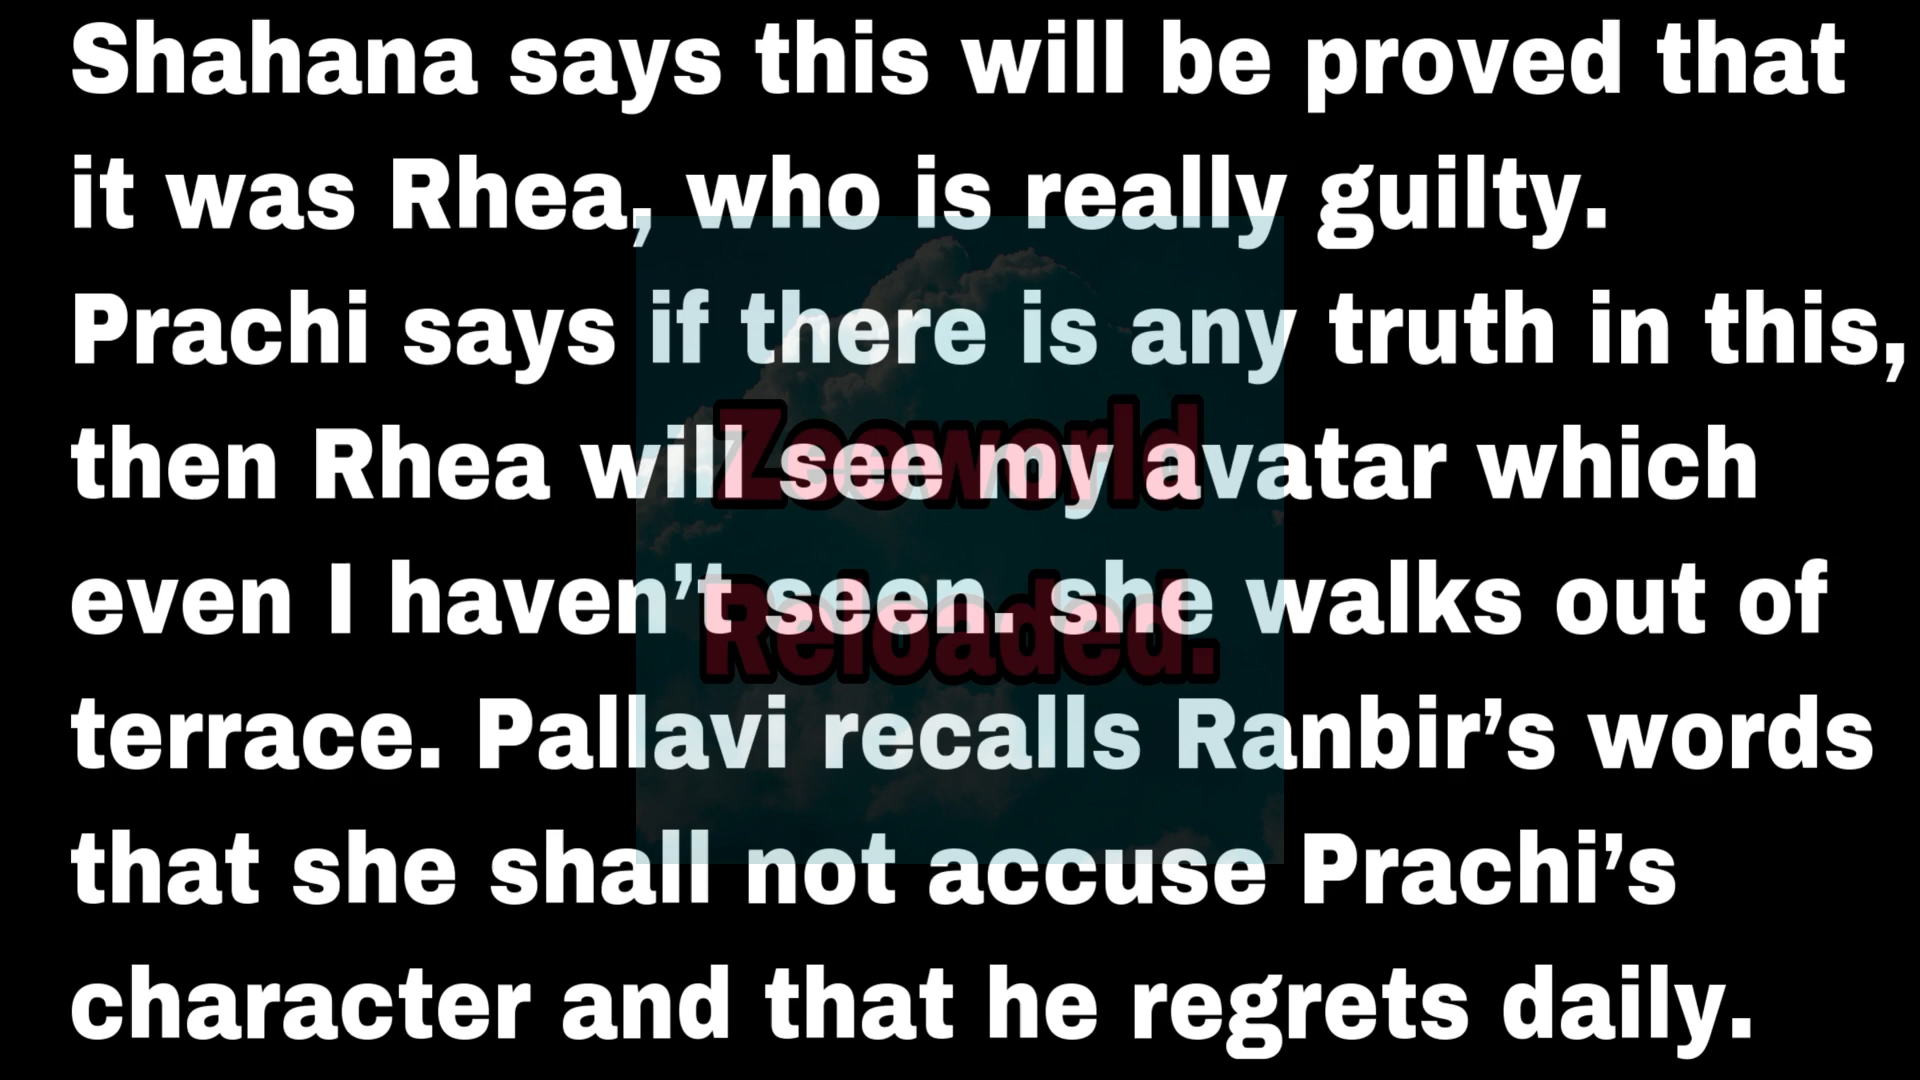 Shahana says this will be proved that
it was Rhea, who is really guilty.
Prachi says if there is any truth in this,
then Rhea will see my avatar which
even I haven’t seen. she walks out of
terrace. Pallavi recalls Ranbir’s words
that she shall not accuse Prachi’s
character and that he regrets daily.
Zeeworld
Reloaded.